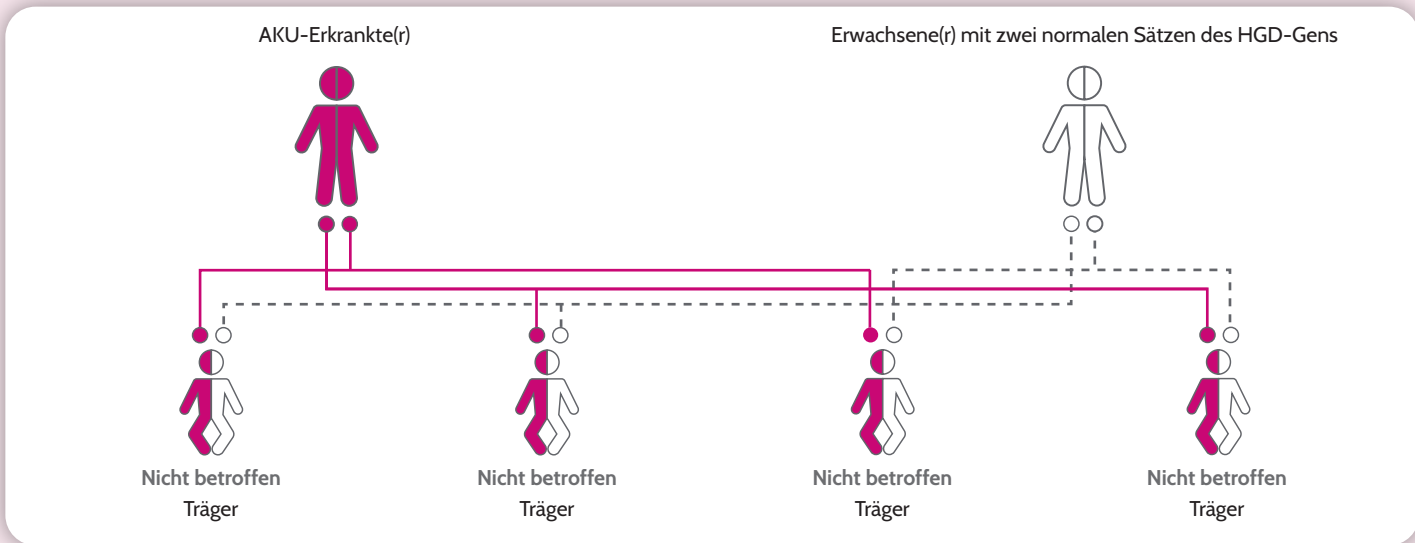 AKU-Erkrankte(r)
Erwachsene(r) mit zwei normalen Sätzen des HGD-Gens
Nicht betroffen
Träger
Nicht betroffen
Träger
Nicht betroffen
Träger
Nicht betroffen
Träger